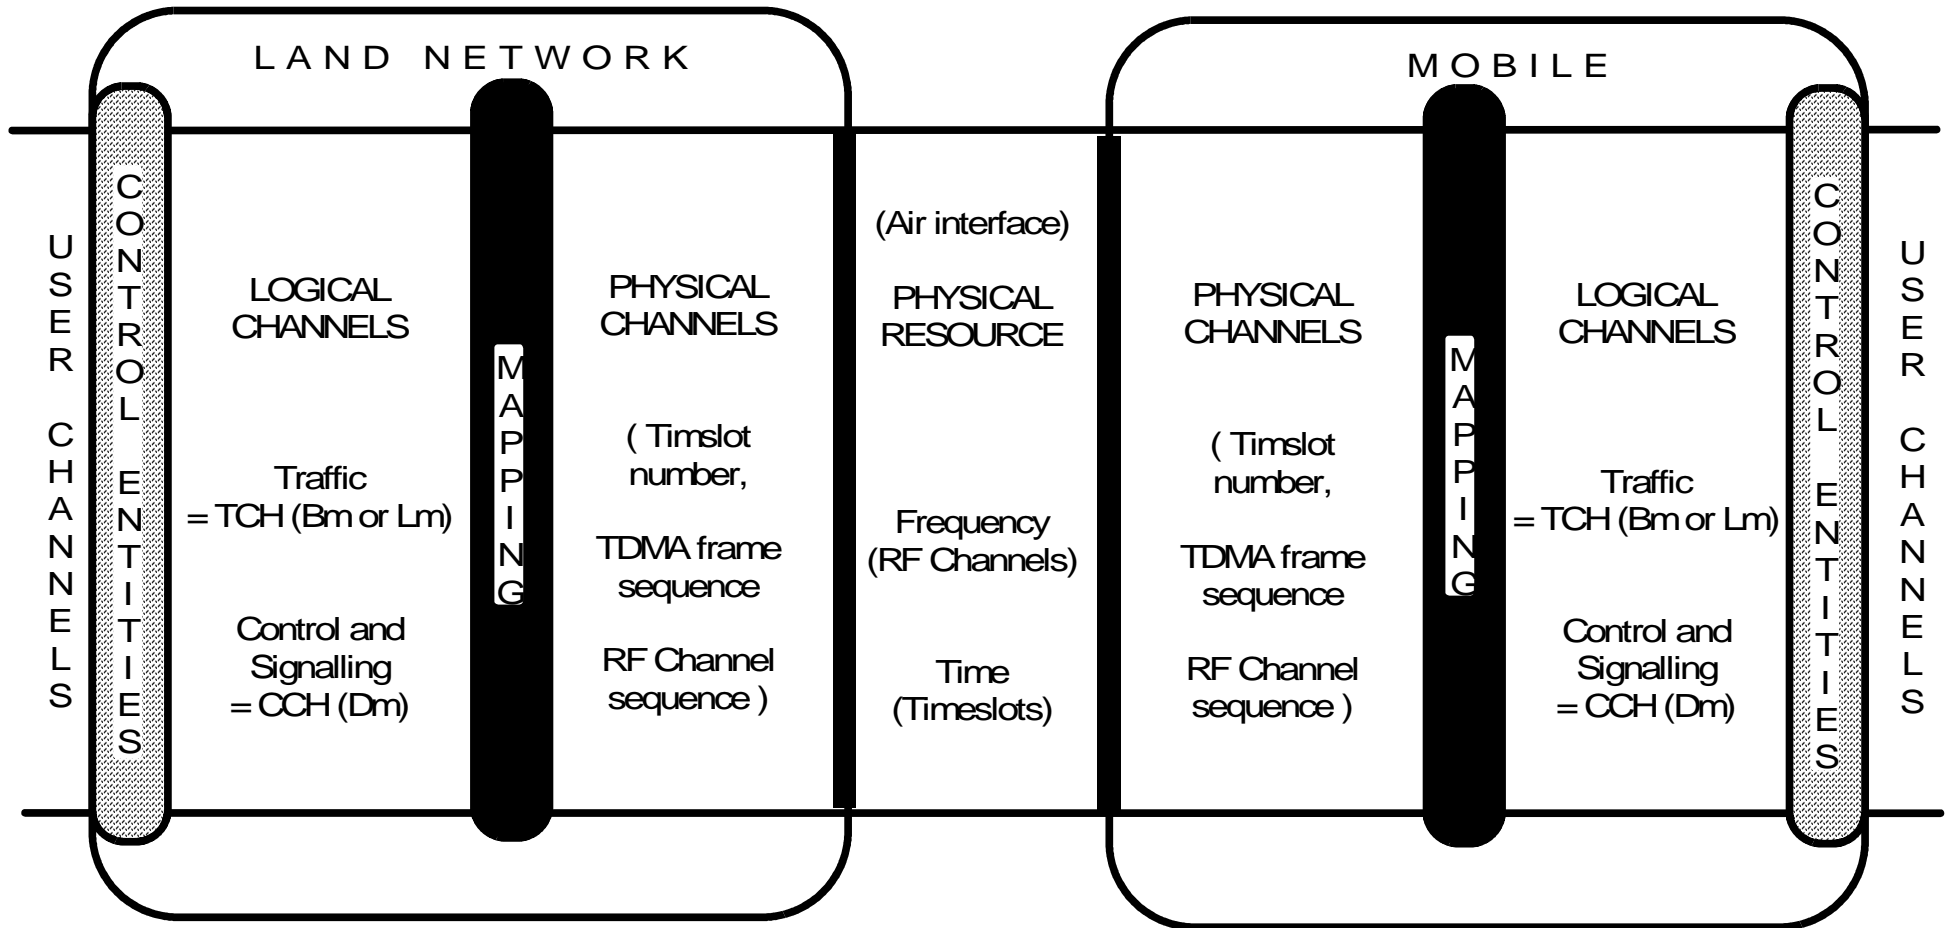 LAND NETWORK
MOBILE
USER CHANNELS
CONTROL ENTITIES
LOGICAL
CHANNELS
Traffic
= TCH (Bm or Lm)
Control and
Signalling
= CCH (Dm)
MAPPING
PHYSICAL
CHANNELS
( Timslot
number,
TDMA frame
sequence
RF Channel
sequence )
(Air interface)
PHYSICAL
RESOURCE
Frequency
(RF Channels)
Time
(Timeslots)
PHYSICAL
CHANNELS
( Timslot
number,
TDMA frame
sequence
RF Channel
sequence )
MAPPING
LOGICAL
CHANNELS
Traffic
= TCH (Bm or Lm)
Control and
Signalling
= CCH (Dm)
CONTROL ENTITIES
USER CHANNELS